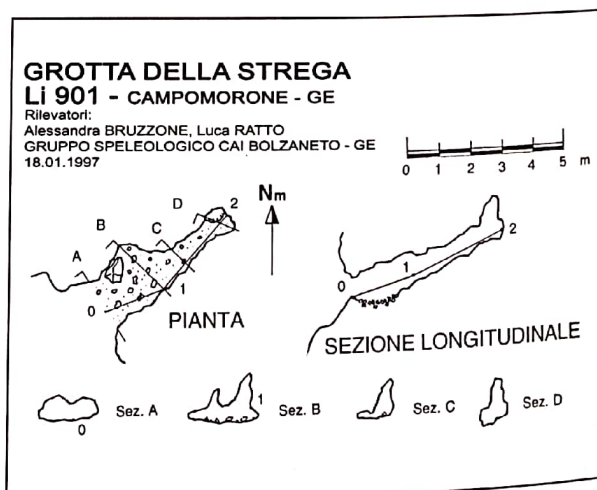 GROTTA DELLA STREGA
Li 901 - CAMPOMORONE - GE
Rilevatori:
Alessandra BRUZZONE, Luca RATTO
GRUPPO SPELEOLOGICO CAI BOLZANETO - GE
18.01.1997
0 1 2 3 4 5 m
Nm
A
B
C
D
2
1
0
PIANTA
0
1
2
SEZIONE LONGITUDINALE
0
Sez. A
1
Sez. B
Sez. C
Sez. D